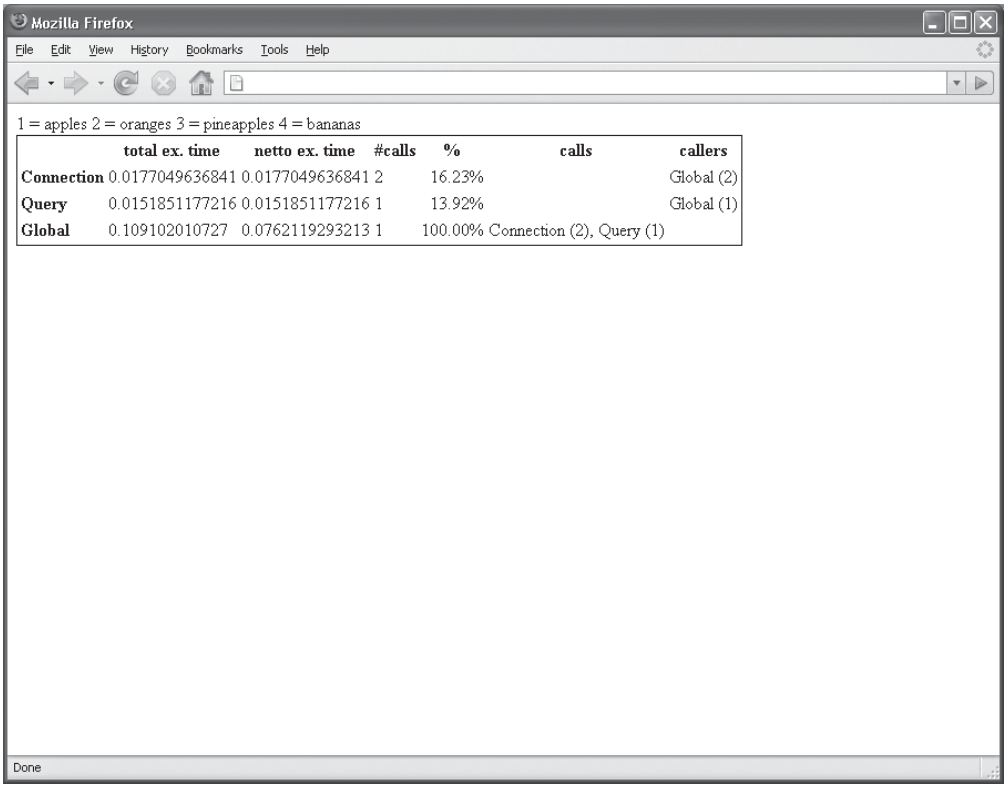 Mozilla Firefox
File Edit View History Bookmarks Tools Help
1 = apples 2 = oranges 3 = pineapples 4 = bananas
total ex. time netto ex. time #calls % calls callers
Connection 0.0177049636841 0.0177049636841 2 16.23% Global (2)
Query 0.0151851177216 0.0151851177216 1 13.92% Global (1)
Global 0.109102010727 0.0762119293213 1 100.00% Connection (2), Query (1)
Done